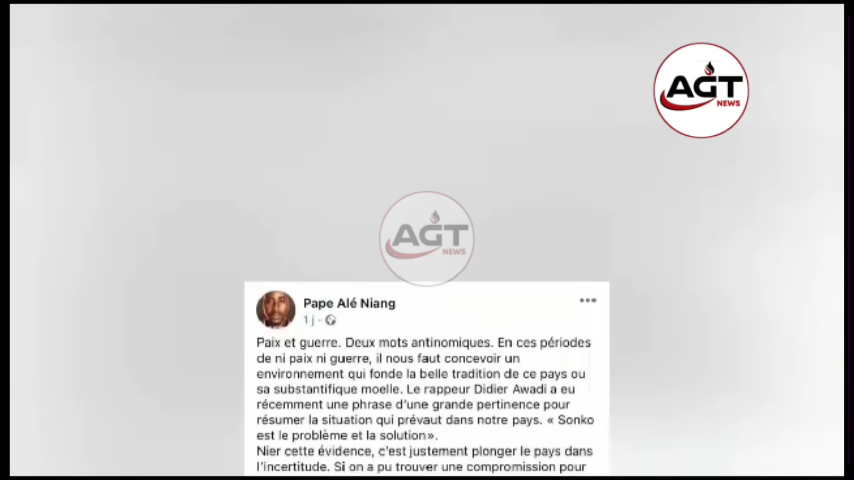 AGT
NEWS
AGT
NEWS
Pape Alé Niang
1 j ·
Paix et guerre. Deux mots antinomiques. En ces périodes
de ni paix ni guerre, il nous faut concevoir un
environnement qui fonde la belle tradition de ce pays ou
sa substantifique moelle. Le rappeur Didier Awadi a eu
récemment une phrase d'une grande pertinence pour
résumer la situation qui prévaut dans notre pays. « Sonko
est le problème et la solution».
Nier cette évidence, c'est justement plonger le pays dans
l'incertitude. Si on a pu trouver une compromission pour